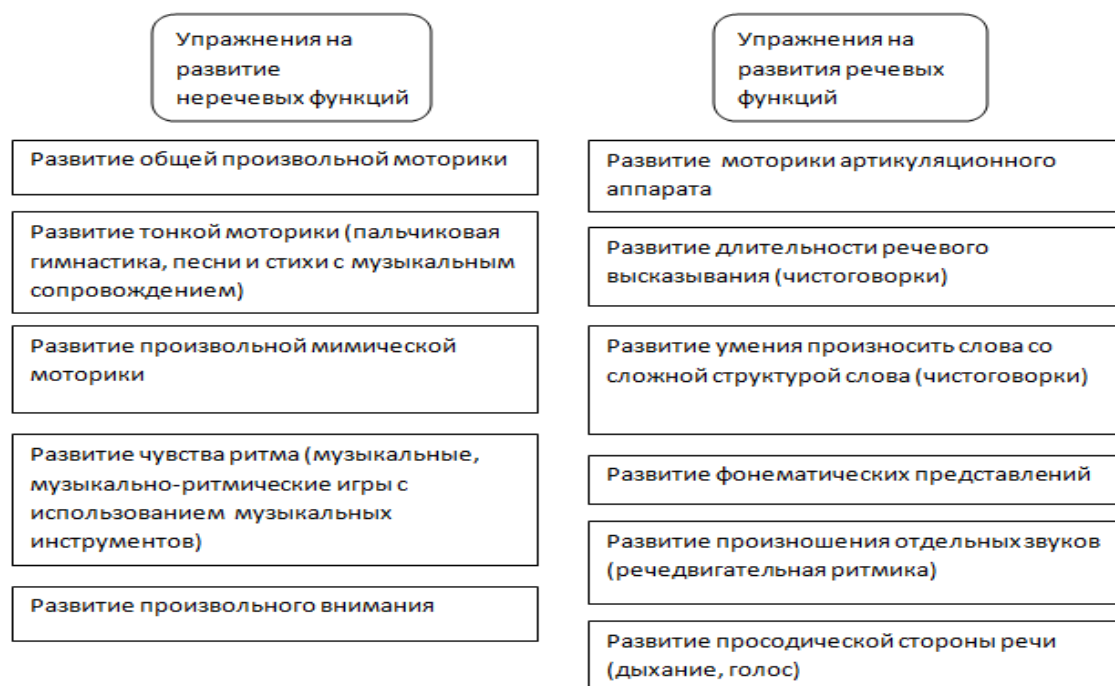 Упражнения на
развитие
неречевых функций
Развитие общей произвольной моторики
Развитие тонкой моторики (пальчиковая
гимнастика, песни и стихи с музыкальным
сопровождением)
Развитие произвольной мимической
моторики
Развитие чувства ритма (музыкальные,
музыкально-ритмические игры с
использованием музыкальных
инструментов)
Развитие произвольного внимания
Упражнения на
развития речевых
функций
Развитие моторики артикуляционного
аппарата
Развитие длительности речевого
высказывания (чистоговорки)
Развитие умения произносить слова со
сложной структурой слова (чистоговорки)
Развитие фонематических представлений
Развитие произношения отдельных звуков
(речедвигательная ритмика)
Развитие просодической стороны речи
(дыхание, голос)